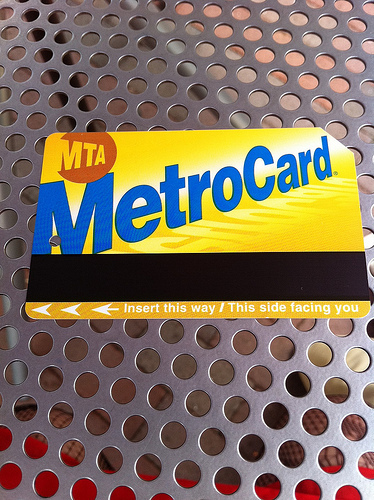 MTA
MetroCard
Insert this way / This side facing you